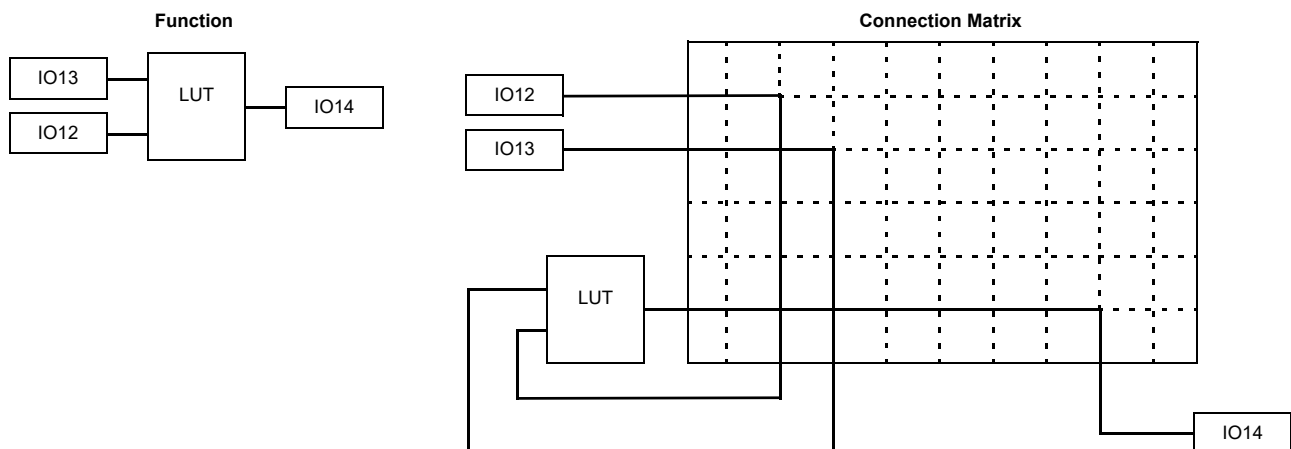 Function
IO13
IO12
LUT
IO14
Connection Matrix
IO12
IO13
LUT
IO14